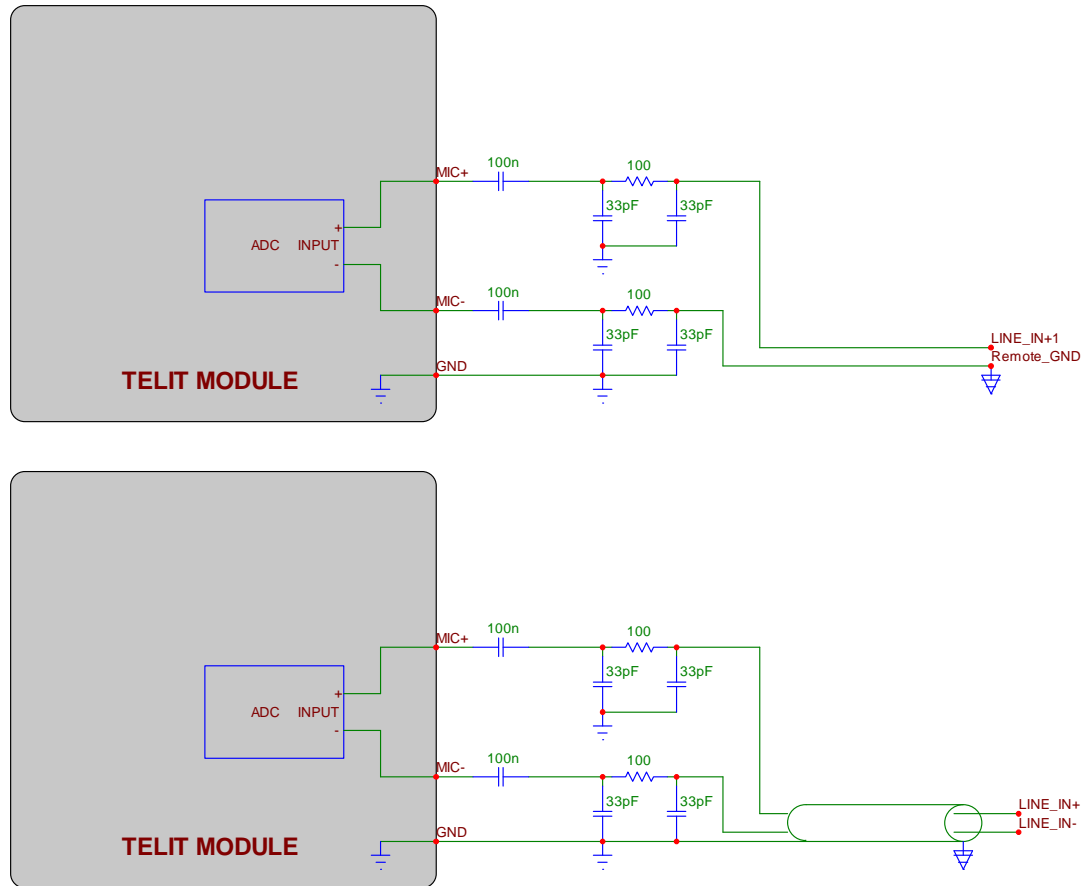 100n
100
MIC+
33pF
33pF
+
ADC INPUT
-
100n
100
MIC-
33pF
33pF
LINE_IN+1
Remote_GND
GND
TELIT MODULE
100n
100
MIC+
33pF
33pF
+
ADC INPUT
-
100n
100
MIC-
33pF
33pF
LINE_IN+
LINE_IN-
GND
TELIT MODULE